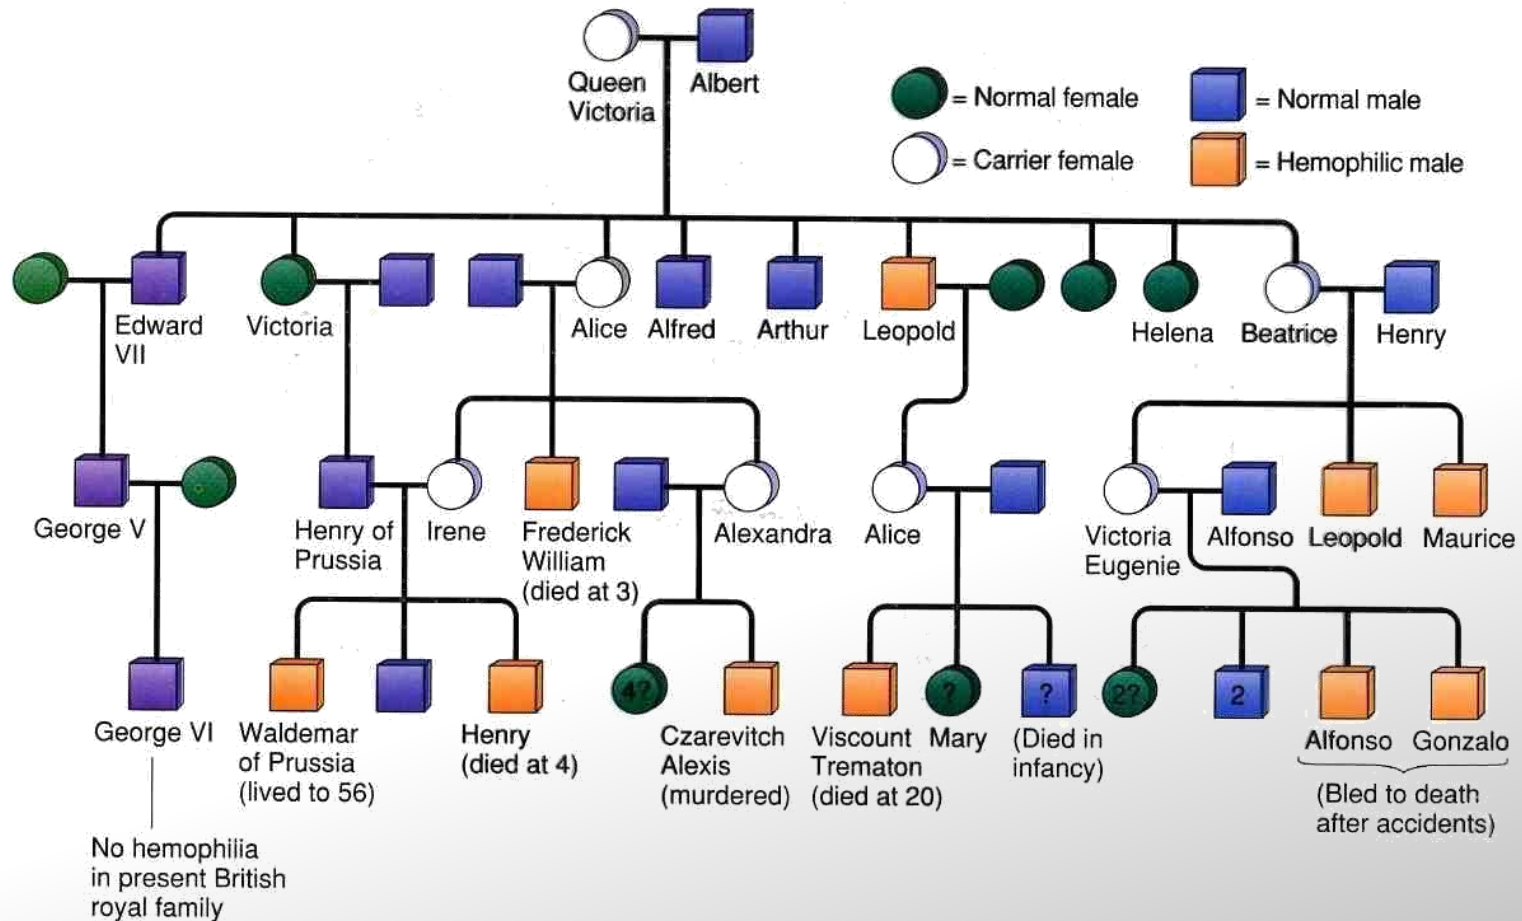 Queen
Victoria
Albert
= Normal female
= Normal male
= Carrier female
= Hemophilic male
Edward
VII
Victoria
Alice
Alfred
Arthur
Leopold
Helena
Beatrice
Henry
George V
Henry of
Prussia
Irene
Frederick
William
(died at 3)
Alexandra
Alice
Victoria
Eugenie
Alfonso
Leopold
Maurice
4?
?
?
2?
2
George VI
Waldemar
of Prussia
(lived to 56)
Henry
(died at 4)
Czarevitch
Alexis
(murdered)
Viscount
Trematon
(died at 20)
Mary
(Died in
infancy)
Alfonso
Gonzalo
(Bled to death
after accidents)
No hemophilia
in present British
royal family